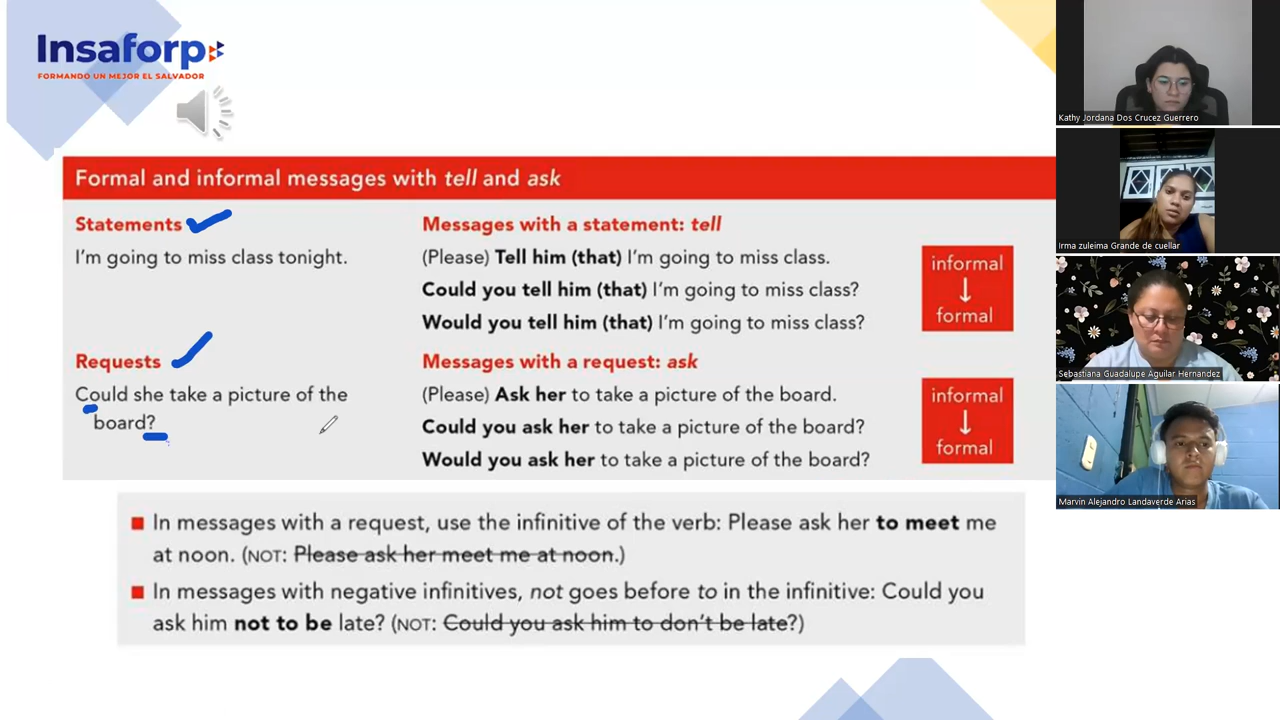 Insaforp
FORMANDO UN MEJOR EL SALVADOR
Formal and informal messages with tell and ask
Statements
I'm going to miss class tonight.
Messages with a statement: tell
(Please) Tell him (that) I'm going to miss class.
Could you tell him (that) I'm going to miss class?
Would you tell him (that) I'm going to miss class?
informal
↓
formal
Requests
Could she take a picture of the
board?
Messages with a request: ask
(Please) Ask her to take a picture of the board.
Could you ask her to take a picture of the board?
Would you ask her to take a picture of the board?
informal
↓
formal
In messages with a request, use the infinitive of the verb: Please ask her to meet me
at noon. (NOT: Please ask her meet me at noon.)
In messages with negative infinitives, not goes before to in the infinitive: Could you
ask him not to be late? (NOT: Could you ask him to don't be late?)
Kathy Jordana Dos Crucez Guerrero
Irma zuleima Grande de cuellar
Sebastiana Guadalupe Aguilar Hernandez
Marvin Alejandro Landaverde Arias